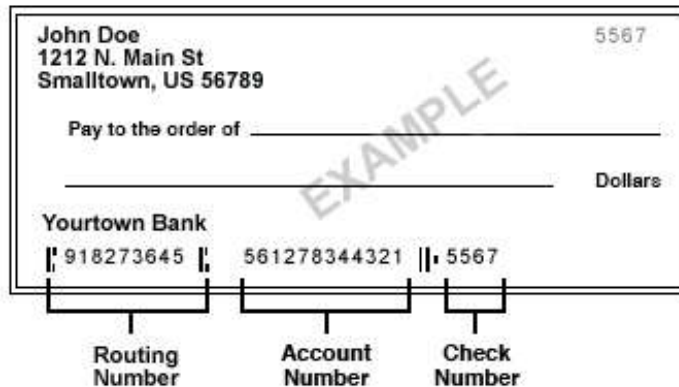 John Doe 5567
1212 N. Main St
Smalltown, US 56789
EXAMPLE
Pay to the order of
Dollars
Yourtown Bank
918273645 561278344321 5567
Routing Account Check
Number Number Number